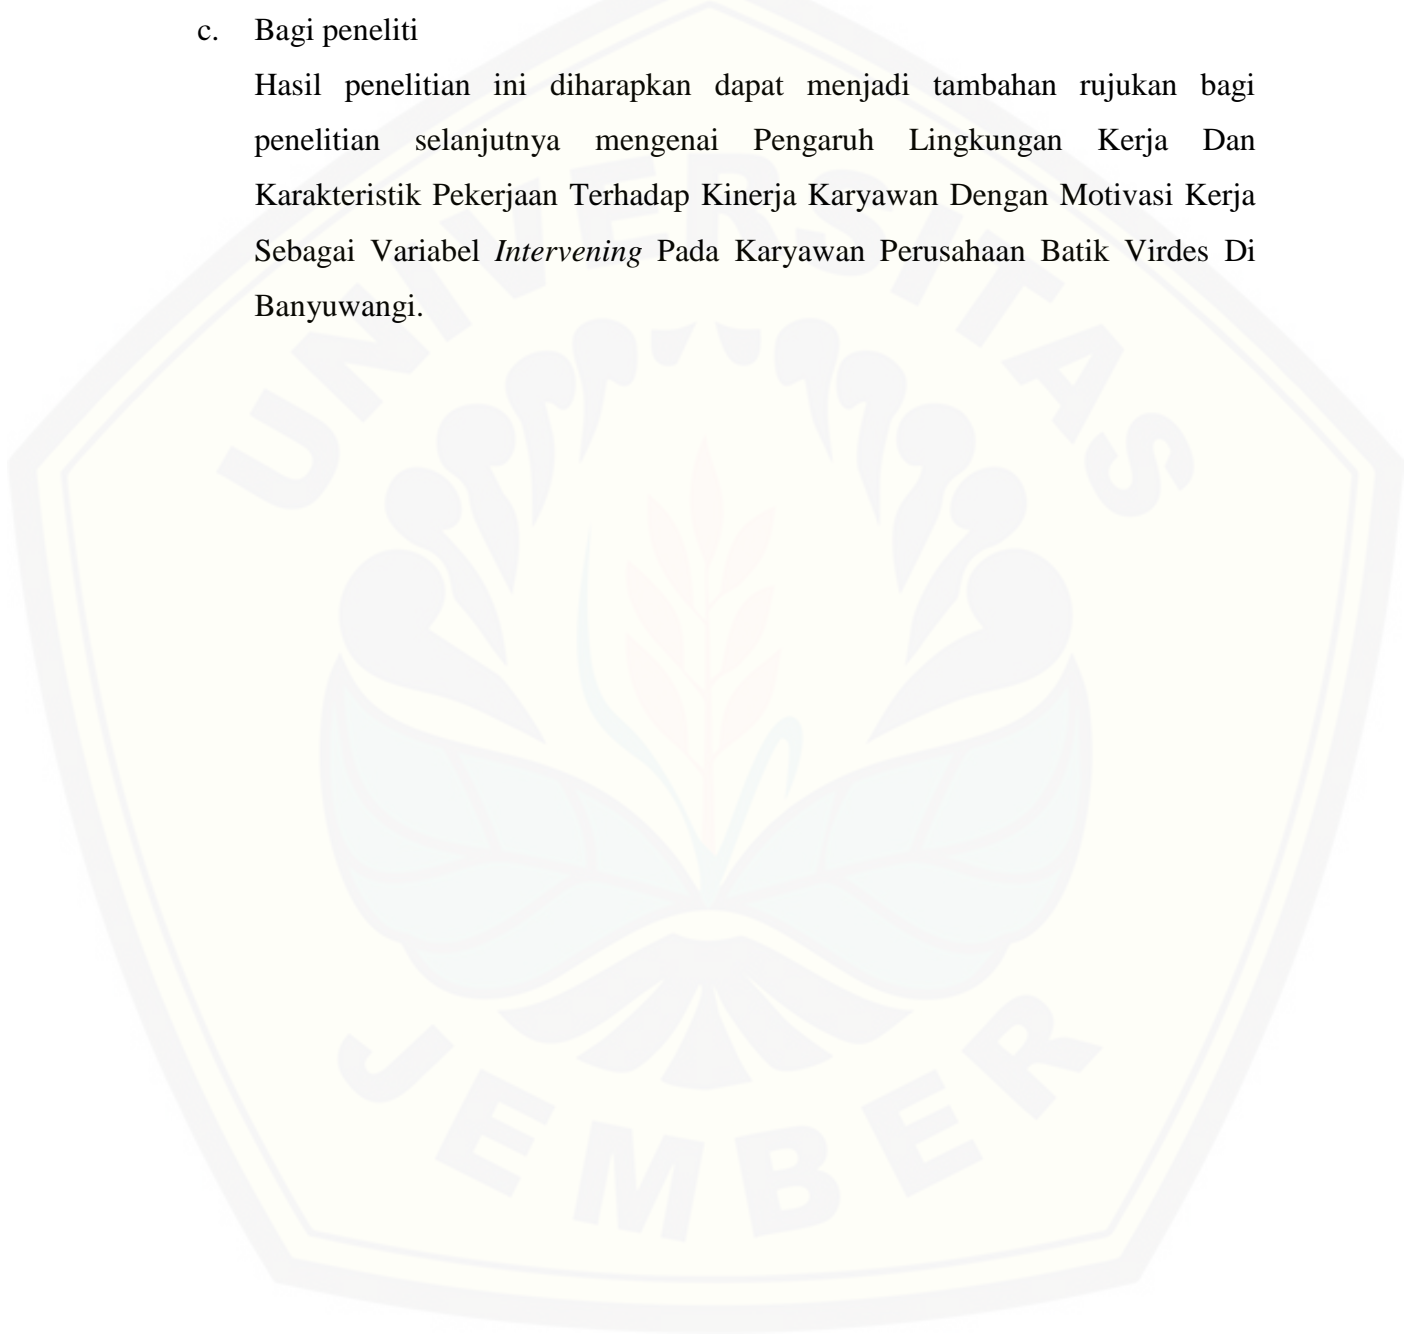 c. Bagi peneliti
Hasil penelitian ini diharapkan dapat menjadi tambahan rujukan bagi
penelitian selanjutnya mengenai Pengaruh Lingkungan Kerja Dan
Karakteristik Pekerjaan Terhadap Kinerja Karyawan Dengan Motivasi Kerja
Sebagai Variabel Intervening Pada Karyawan Perusahaan Batik Virdes Di
Banyuwangi.
UNIVERSITAS
JEMBER